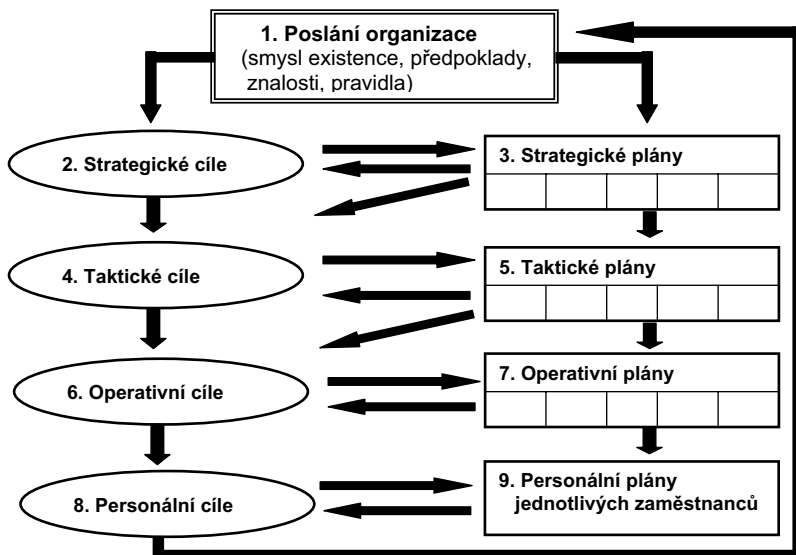 1. Poslání organizace
(smysl existence, předpoklady,
znalosti, pravidla)
2. Strategické cíle
3. Strategické plány
4. Taktické cíle
5. Taktické plány
6. Operativní cíle
7. Operativní plány
8. Personální cíle
9. Personální plány
jednotlivých zaměstnanců